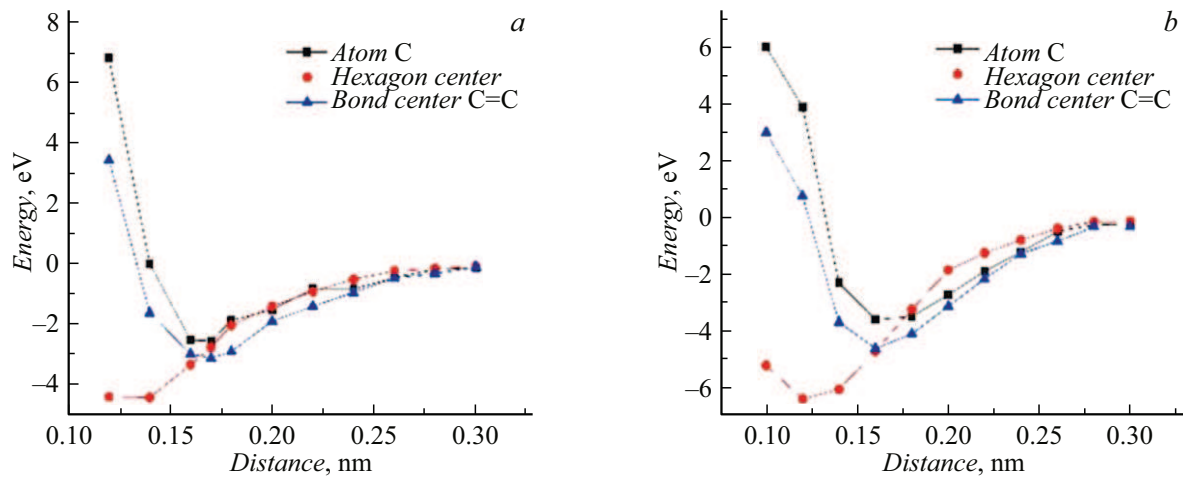 a
Atom C
Hexagon center
Bond center C=C
8
6
4
2
0
–2
–4
Energy, eV
0.10
0.15
0.20
0.25
0.30
Distance, nm
b
Atom C
Hexagon center
Bond center C=C
6
4
2
0
–2
–4
–6
Energy, eV
0.10
0.15
0.20
0.25
0.30
Distance, nm